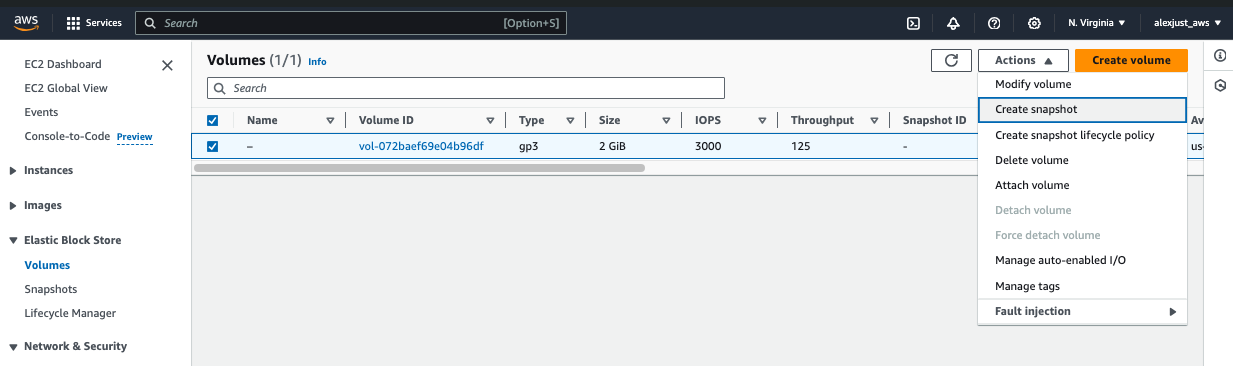 aws Services Search [Option+S] N. Virginia alexjust_aws
EC2 Dashboard
EC2 Global View
Events
Console-to-Code Preview
Instances
Images
Elastic Block Store
Volumes
Snapshots
Lifecycle Manager
Network & Security
Volumes (1/1) Info
Actions
Create volume
Search
Name Volume ID Type Size IOPS Throughput Snapshot ID Av
– vol-072baef69e04b96df gp3 2 GiB 3000 125 - us
Modify volume
Create snapshot
Create snapshot lifecycle policy
Delete volume
Attach volume
Detach volume
Force detach volume
Manage auto-enabled I/O
Manage tags
Fault injection